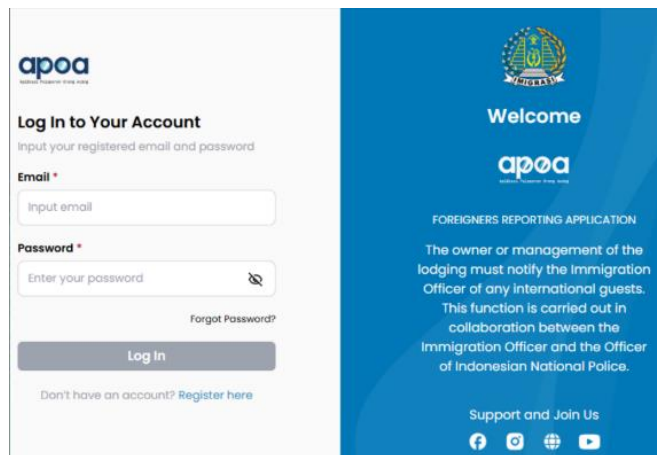 apoa
Log In to Your Account
Input your registered email and password
Email *
Input email
Password *
Enter your password
Forgot Password?
Log In
Don't have an account? Register here
IMIGRASI
Welcome
apoa
FOREIGNERS REPORTING APPLICATION
The owner or management of the
lodging must notify the Immigration
Officer of any international guests.
This function is carried out in
collaboration between the
Immigration Officer and the Officer
of Indonesian National Police.
Support and Join Us